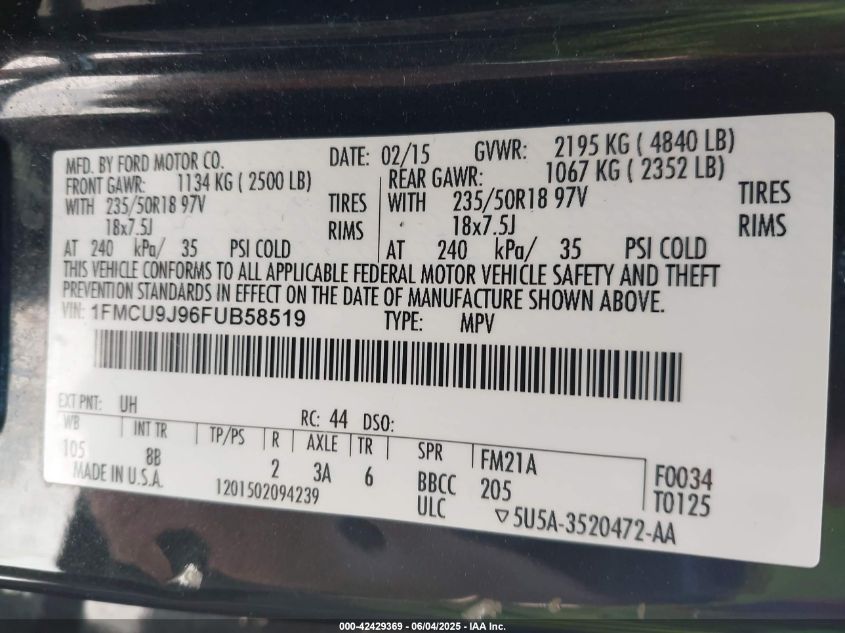 MFD. BY FORD MOTOR CO. DATE: 02/15 GVWR: 2195 KG ( 4840 LB)
FRONT GAWR: 1134 KG ( 2500 LB) REAR GAWR: 1067 KG ( 2352 LB)
WITH 235/50R18 97V TIRES WITH 235/50R18 97V TIRES
18x7.5J RIMS 18x7.5J RIMS
AT 240 kPa/ 35 PSI COLD AT 240 kPa/ 35 PSI COLD
THIS VEHICLE CONFORMS TO ALL APPLICABLE FEDERAL MOTOR VEHICLE SAFETY AND THEFT
PREVENTION STANDARDS IN EFFECT ON THE DATE OF MANUFACTURE SHOWN ABOVE.
VIN: 1FMCU9J96FUB58519 TYPE: MPV
EXT PNT: UH RC: 44 DSO:
WB INT TR TP/PS R AXLE TR SPR FM21A F0034
105 8B 2 3A 6 BBCC 205 T0125
MADE IN U.S.A. 1201502094239 ULC ▽5U5A-3520472-AA
000-42429369 - 06/04/2025 - IAA Inc.